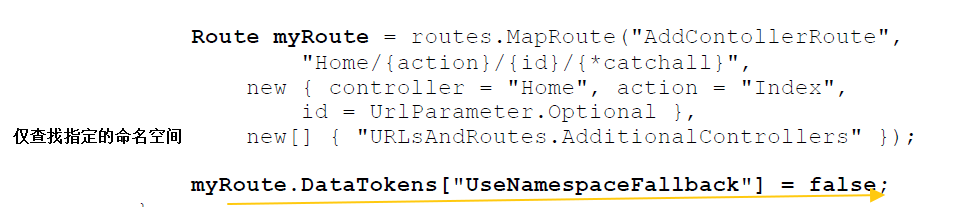 Route myRoute = routes.MapRoute("AddContollerRoute",
"Home/{action}/{id}/{*catchall}",
new { controller = "Home", action = "Index",
id = UrlParameter.Optional },
仅查找指定的命名空间 new[] { "URLsAndRoutes.AdditionalControllers" });
myRoute.DataTokens["UseNamespaceFallback"] = false;